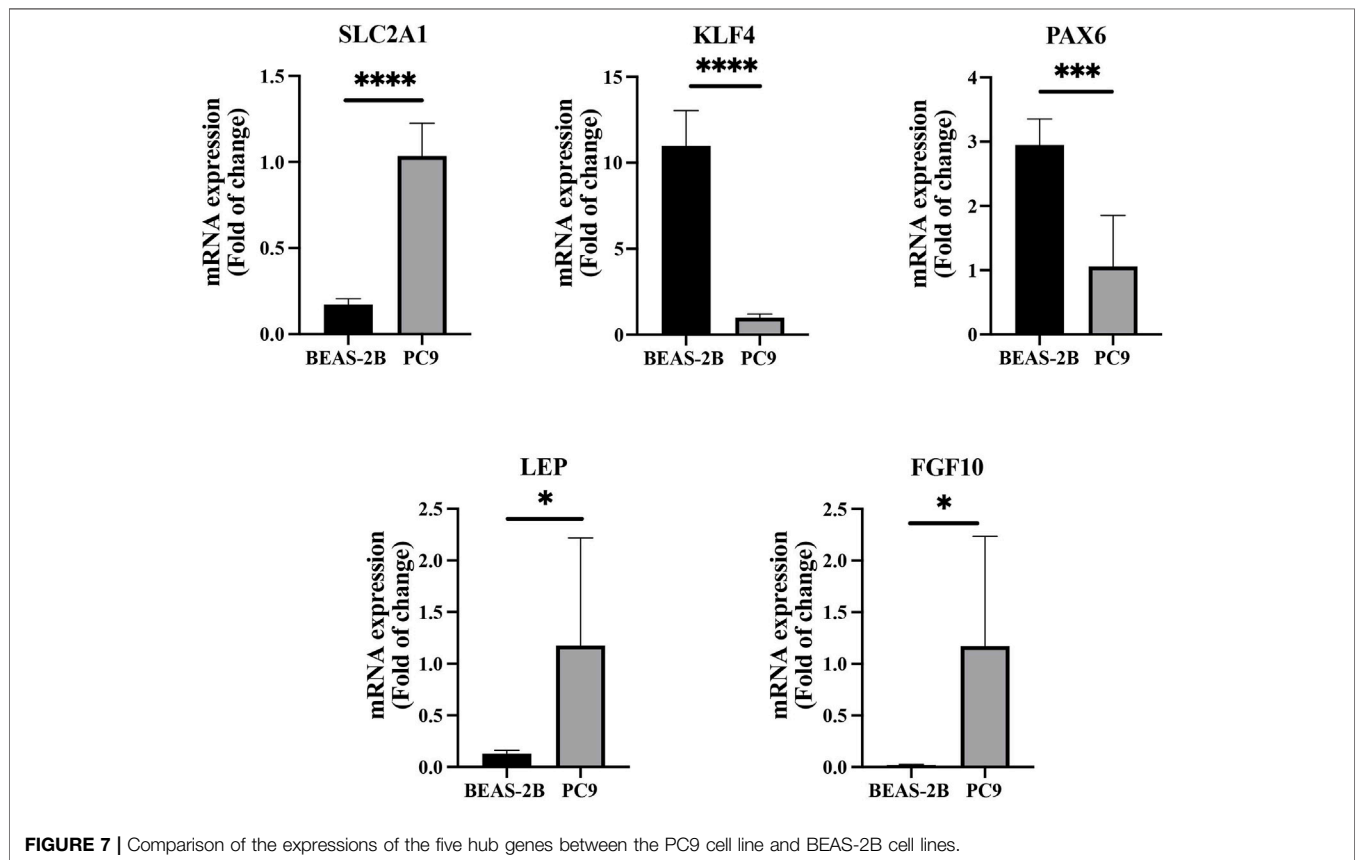 SLC2A1
****
mRNA expression
(Fold of change)
1.5
1.0
0.5
0.0
BEAS-2B PC9
KLF4
****
mRNA expression
(Fold of change)
15
10
5
0
BEAS-2B PC9
PAX6
***
mRNA expression
(Fold of change)
4
3
2
1
0
BEAS-2B PC9
LEP
*
mRNA expression
(Fold of change)
2.5
2.0
1.5
1.0
0.5
0.0
BEAS-2B PC9
FGF10
*
mRNA expression
(Fold of change)
2.5
2.0
1.5
1.0
0.5
0.0
BEAS-2B PC9
FIGURE 7 | Comparison of the expressions of the five hub genes between the PC9 cell line and BEAS-2B cell lines.